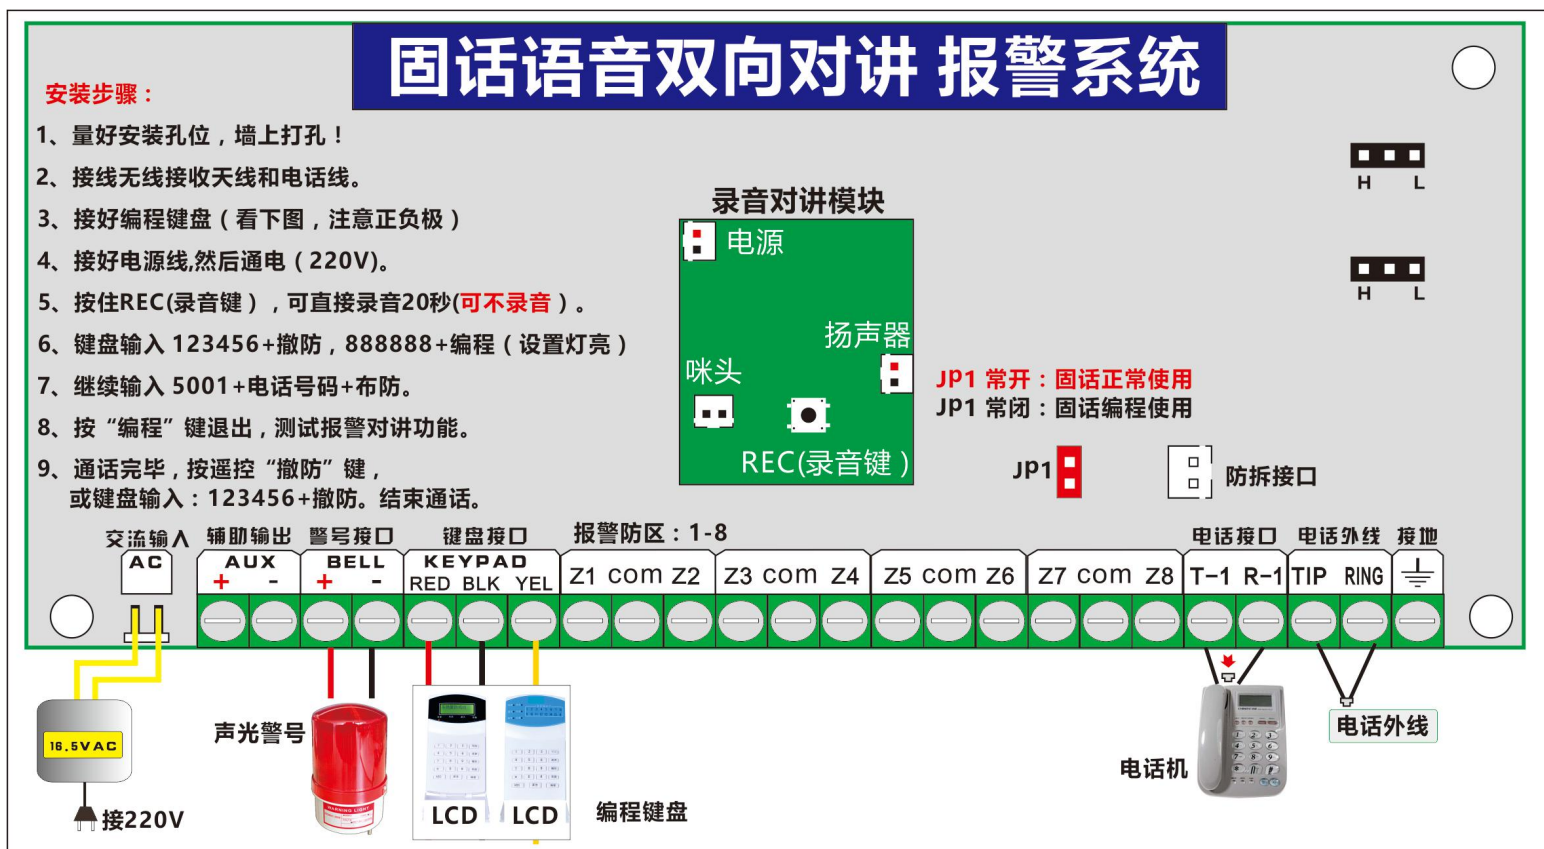 固话语音双向对讲 报警系统
安装步骤：
1、量好安装孔位，墙上打孔！
2、接线无线接收天线和电话线。
3、接好编程键盘（看下图，注意正负极）
4、接好电源线,然后通电（220V)。
5、按住REC(录音键），可直接录音20秒(可不录音）。
6、键盘输入 123456+撤防，888888+编程（设置灯亮）
7、继续输入 5001+电话号码+布防。
8、按“编程”键退出，测试报警对讲功能。
9、通话完毕，按遥控“撤防”键，
或键盘输入：123456+撤防。结束通话。
录音对讲模块
电源
扬声器
咪头
REC(录音键）
H L
H L
JP1 常开：固话正常使用
JP1 常闭：固话编程使用
JP1
防拆接口
交流输入 辅助输出 警号接口 键盘接口 报警防区：1-8 电话接口 电话外线 接地
AC AUX BELL KEYPAD
+ - + - RED BLK YEL Z1 com Z2 Z3 com Z4 Z5 com Z6 Z7 com Z8 T-1 R-1 TIP RING
16.5VAC
接220V
声光警号
WARNING LIGHT
LCD LCD
编程键盘
电话机
电话外线